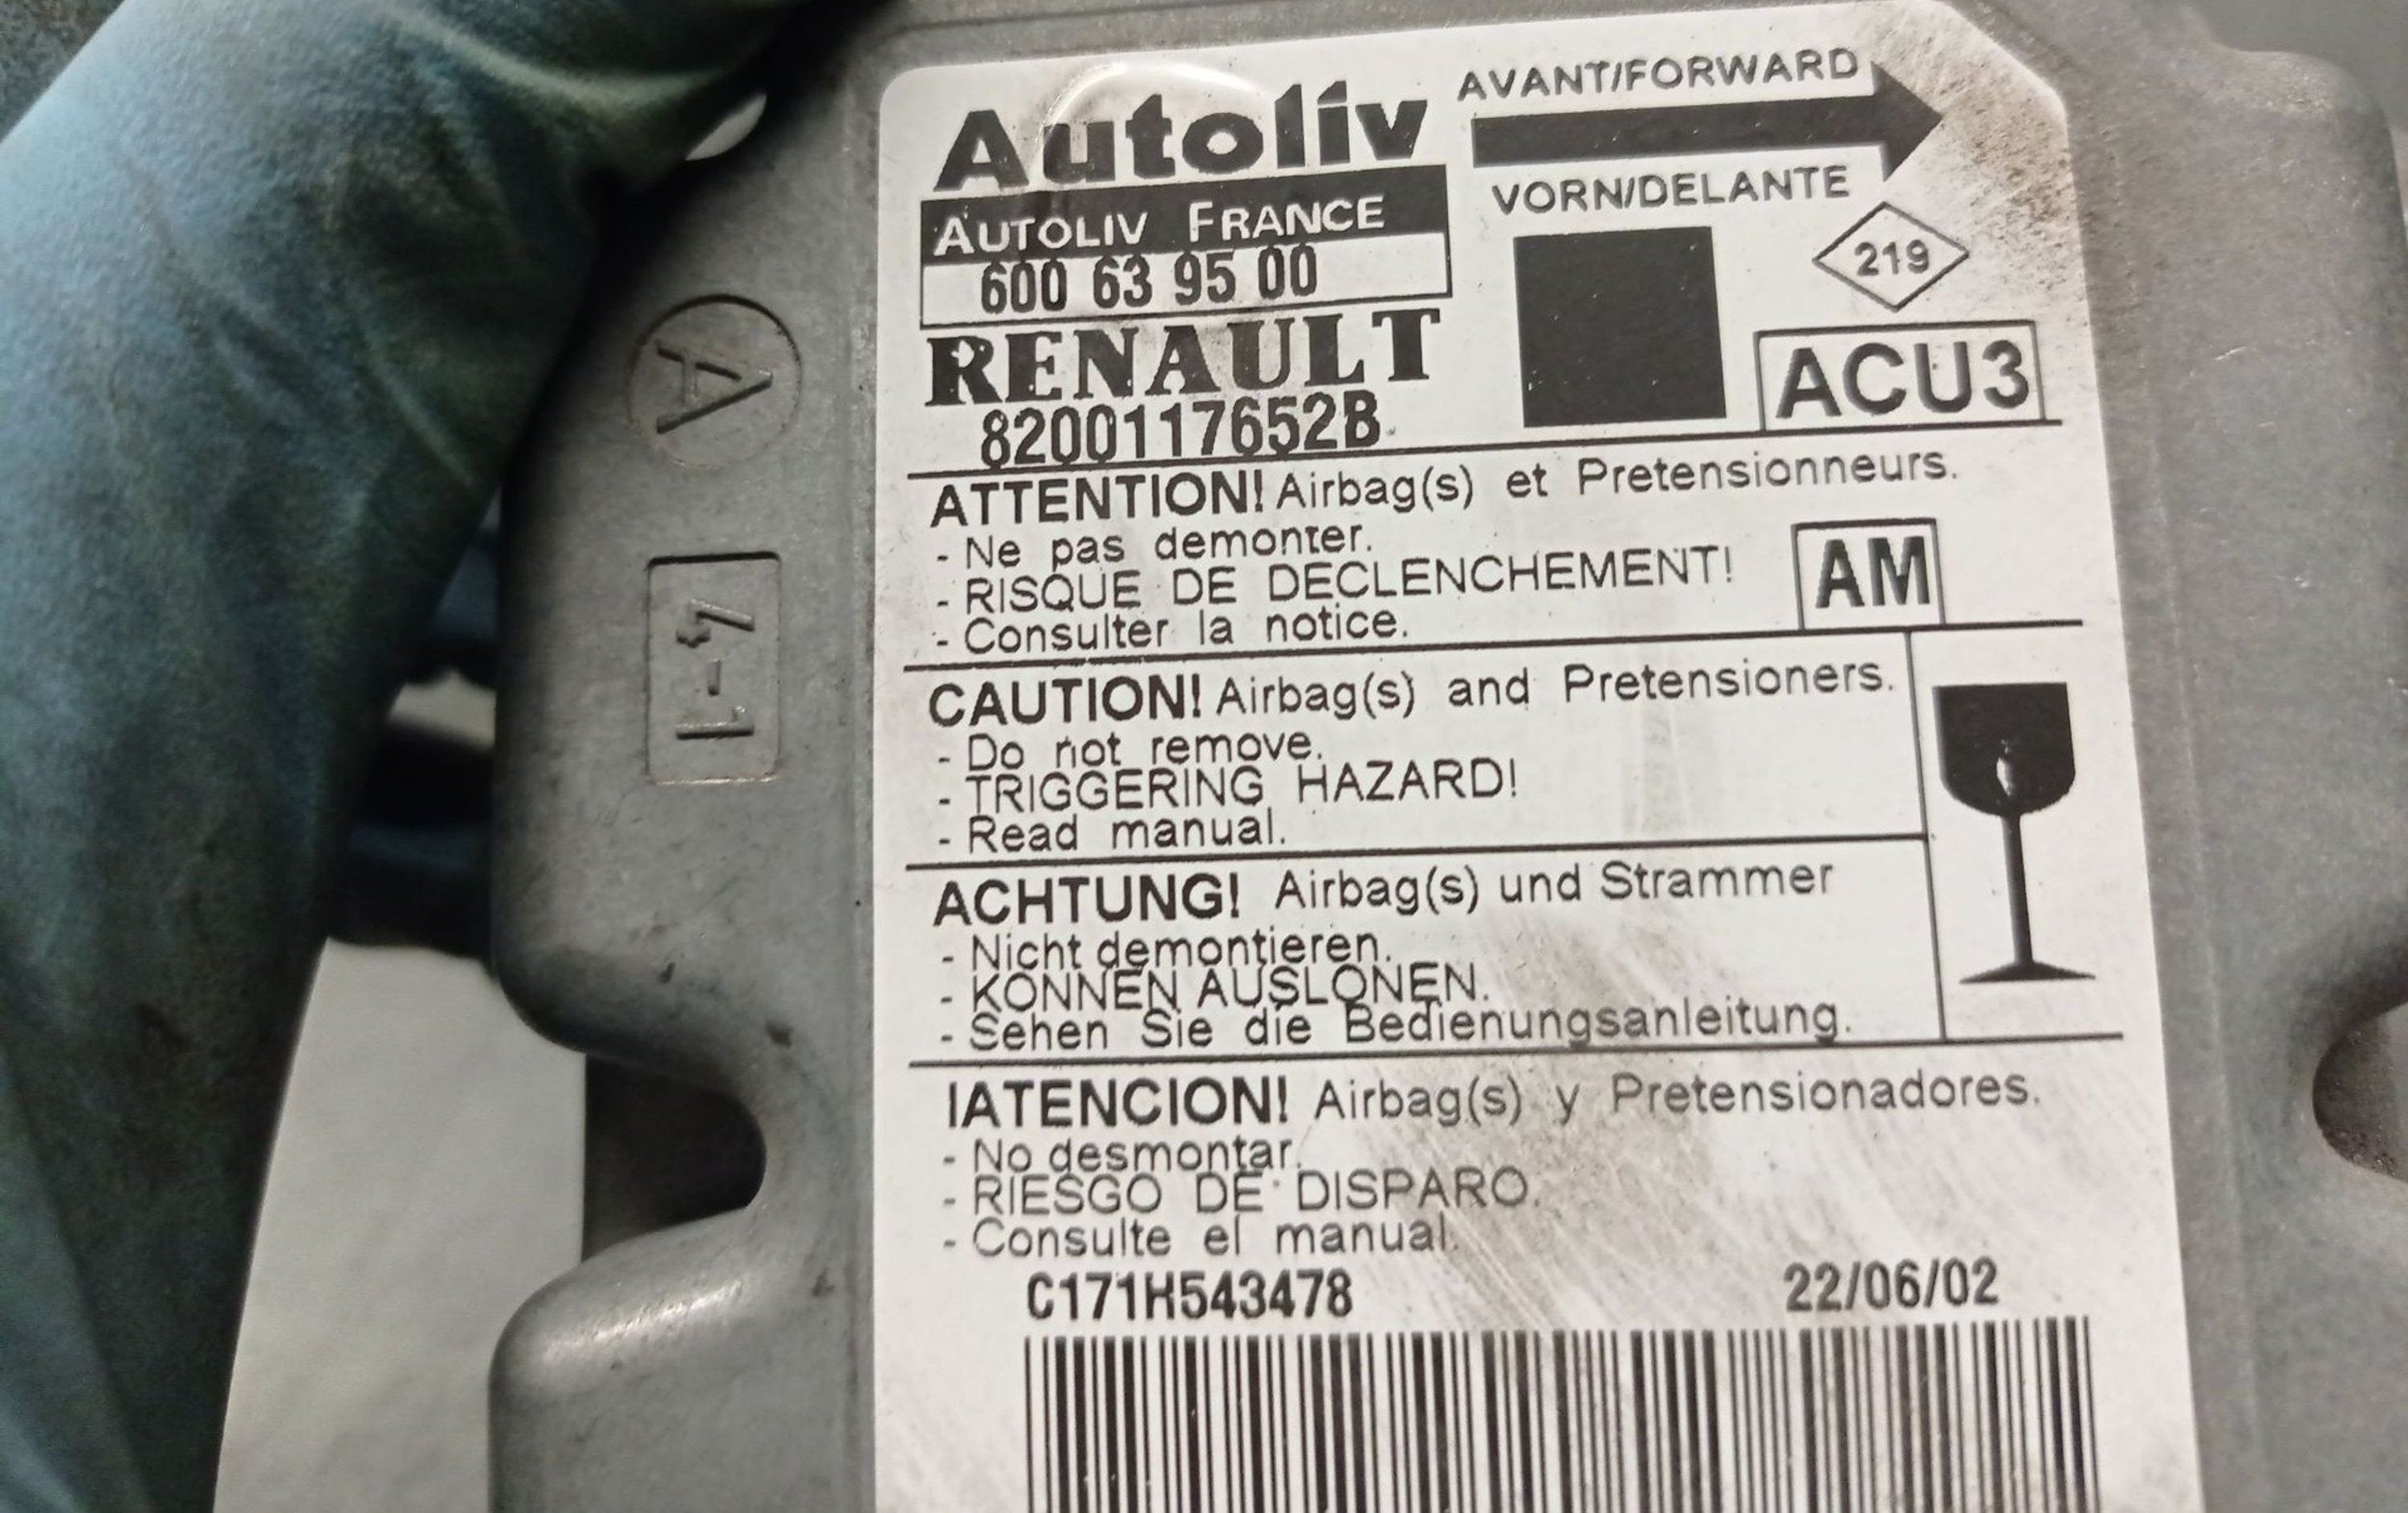 Autoliv
AVANT/FORWARD
VORN/DELANTE
AUTOLIV FRANCE
600 63 95 00
219
RENAULT
8200117652B
ACU3
ATTENTION! Airbag(s) et Pretensionneurs.
- Ne pas demonter.
- RISQUE DE DECLENCHEMENT!
- Consulter la notice.
AM
CAUTION! Airbag(s) and Pretensioners.
- Do not remove.
- TRIGGERING HAZARD!
- Read manual.
ACHTUNG! Airbag(s) und Strammer
- Nicht demontieren.
- KONNEN AUSLONEN.
- Sehen Sie die Bedienungsanleitung.
IATENCION! Airbag(s) y Pretensionadores.
- No desmontar.
- RIESGO DE DISPARO.
- Consulte el manual.
C171H543478
22/06/02
A
1-4